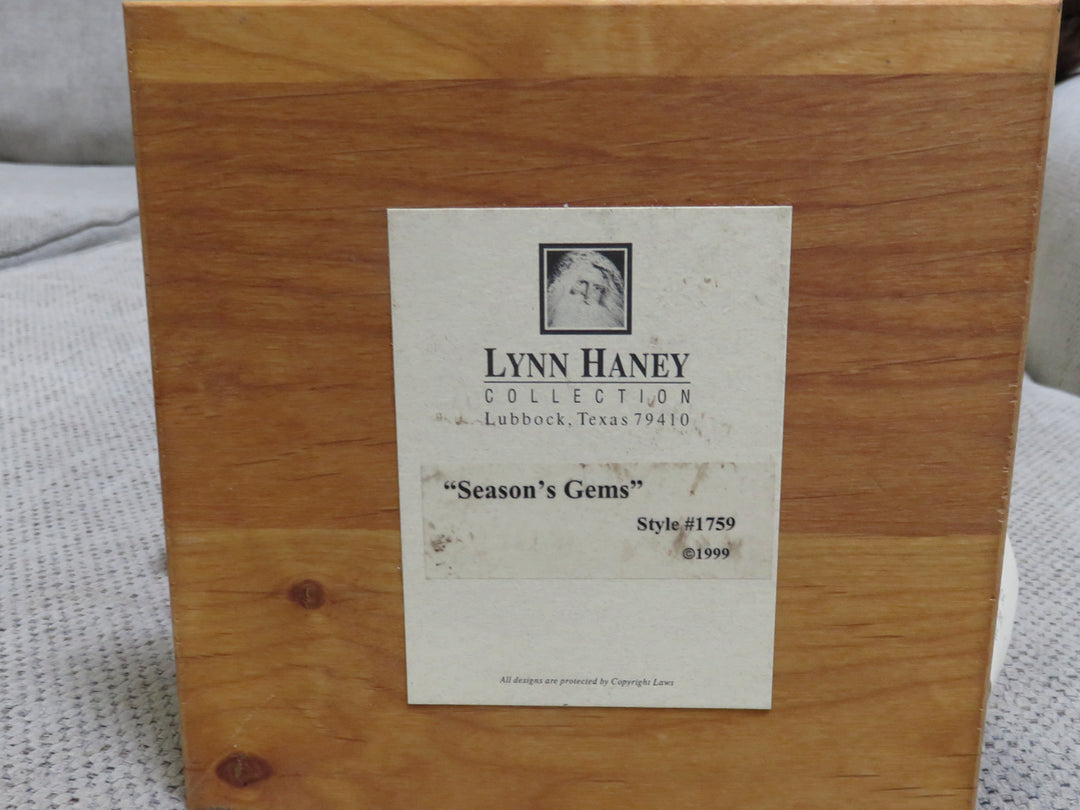 LYNN HANEY
COLLECTION
Lubbock, Texas 79410
“Season’s Gems”
Style #1759
©1999
All designs are protected by Copyright Laws